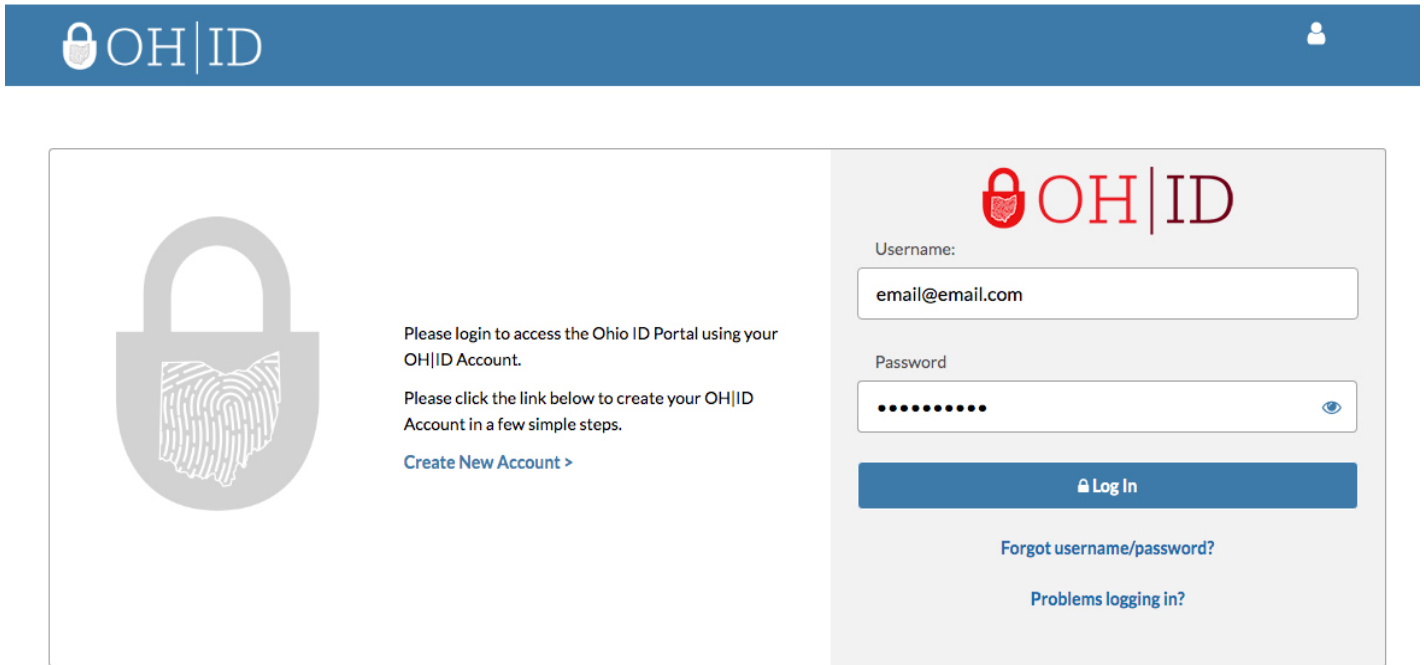 OH|ID
OH|ID
Username:
email@email.com
Please login to access the Ohio ID Portal using your
OH|ID Account.
Please click the link below to create your OH|ID
Account in a few simple steps.
Create New Account >
Password
••••••••••
Log In
Forgot username/password?
Problems logging in?